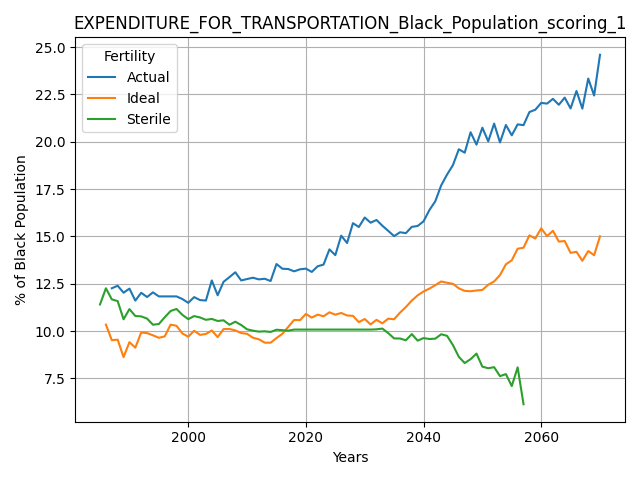 EXPENDITURE_FOR_TRANSPORTATION_Black_Population_scoring_1
25.0
22.5
20.0
17.5
15.0
12.5
10.0
7.5
% of Black Population
Fertility
Actual
Ideal
Sterile
2000
2020
2040
2060
Years